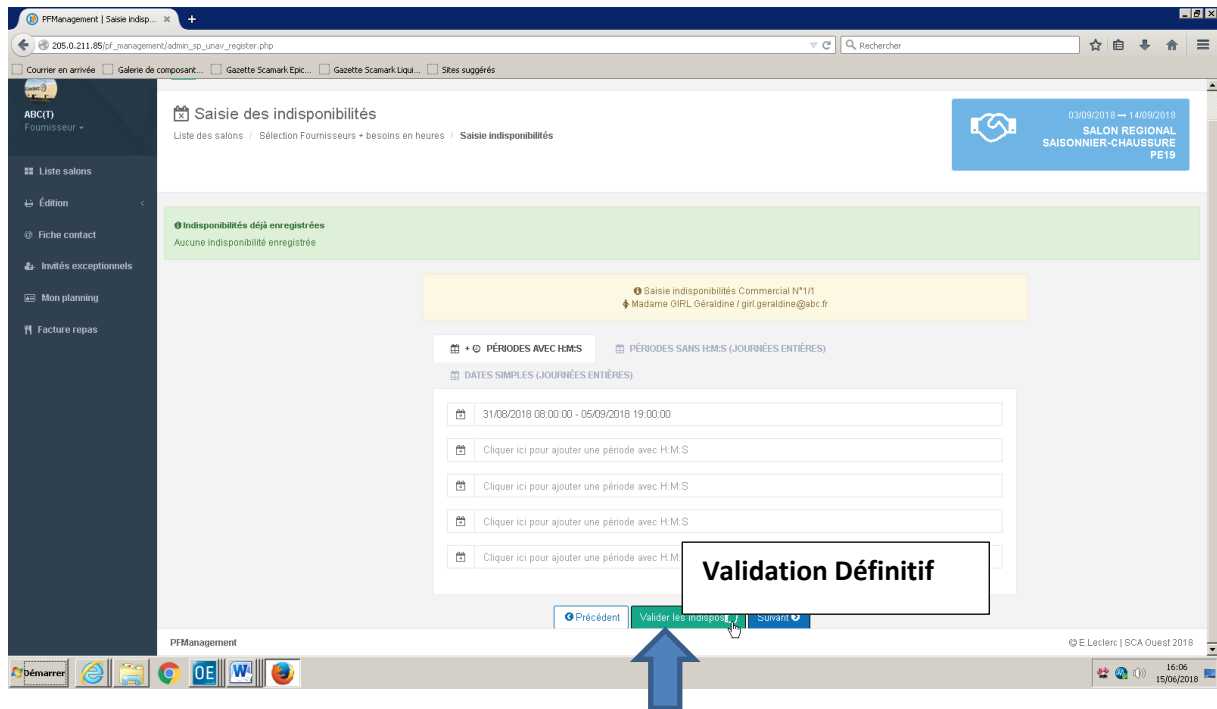 PFManagement | Saisie indisp...
205.0.211.85/pf_management/admin_sp_unav_register.php
Rechercher
Courrier en arrivée
Galerie de composant...
Gazette Scamark Epic...
Gazette Scamark Liqui...
Sites suggérés
ABC(T)
Fournisseur
Liste salons
Édition
Fiche contact
Invités exceptionnels
Mon planning
Facture repas
Saisie des indisponibilités
Liste des salons / Sélection Fournisseurs + besoins en heures / Saisie indisponibilités
03/09/2018 — 14/09/2018
SALON REGIONAL
SAISONNIER-CHAUSSURE
PE19
Indisponibilités déjà enregistrées
Aucune indisponibilité enregistrée
Saisie indisponibilités Commercial N°1/1
Madame GIRL Géraldine / girl.geraldine@abc.fr
+ PÉRIODES AVEC H:M:S
PÉRIODES SANS H:M:S (JOURNÉES ENTIÈRES)
DATES SIMPLES (JOURNÉES ENTIÈRES)
31/08/2018 08:00:00 - 05/09/2018 19:00:00
Cliquer ici pour ajouter une période avec H:M:S
Cliquer ici pour ajouter une période avec H:M:S
Cliquer ici pour ajouter une période avec H:M:S
Cliquer ici pour ajouter une période avec H:M:
Validation Définitif
Précédent
Valider les indispos
Suivant
PFManagement
© E.Leclerc | SCA Ouest 2018
Démarrer
OE
W
16:06
15/06/2018